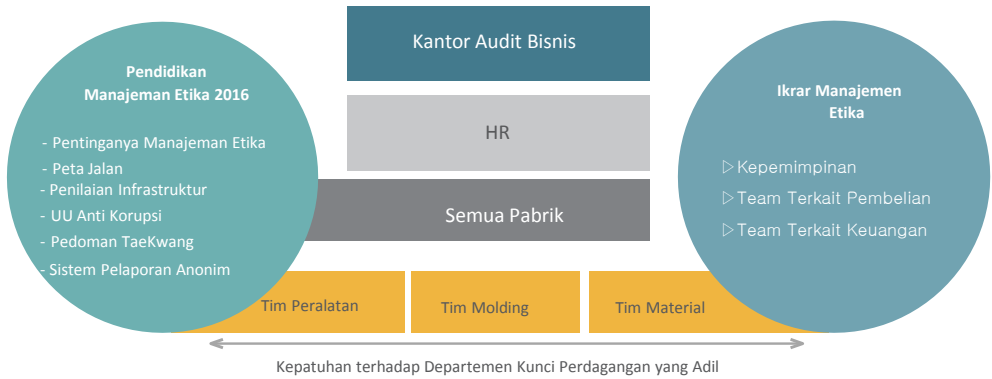 Pendidikan
Manajeman Etika 2016
- Pentinganya Manajeman Etika
- Peta Jalan
- Penilaian Infrastruktur
- UU Anti Korupsi
- Pedoman TaeKwang
- Sistem Pelaporan Anonim
Kantor Audit Bisnis
HR
Semua Pabrik
Tim Peralatan
Tim Molding
Tim Material
Ikrar Manajemen
Etika
▷Kepemimpinan
▷Team Terkait Pembelian
▷Team Terkait Keuangan
Kepatuhan terhadap Departemen Kunci Perdagangan yang Adil